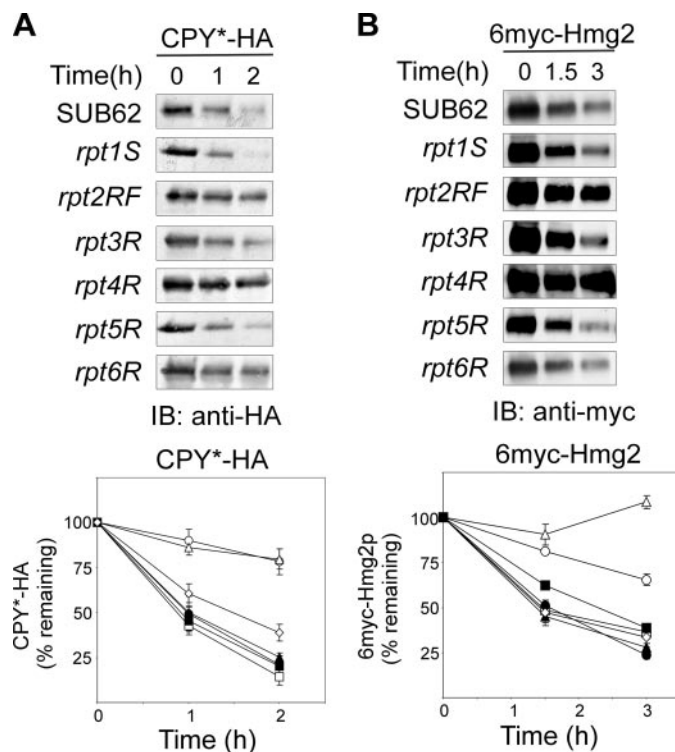 A
CPY*-HA
Time(h) 0 1 2
SUB62
rpt1S
rpt2RF
rpt3R
rpt4R
rpt5R
rpt6R
IB: anti-HA
CPY*-HA
CPY*-HA
(% remaining)
100
75
50
25
0 1 2
Time (h)
B
6myc-Hmg2
Time(h) 0 1.5 3
SUB62
rpt1S
rpt2RF
rpt3R
rpt4R
rpt5R
rpt6R
IB: anti-myc
6myc-Hmg2
6myc-Hmg2p
(% remaining)
100
75
50
25
0 1 2 3
Time (h)